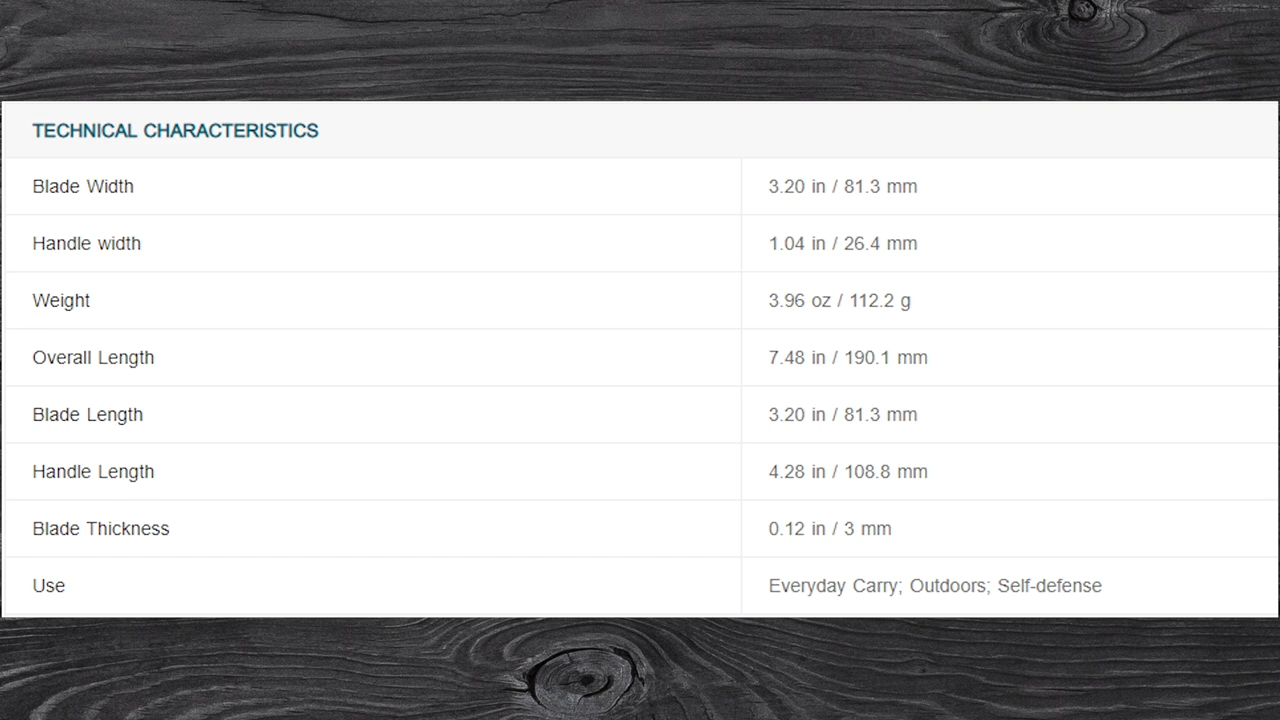 TECHNICAL CHARACTERISTICS
Blade Width 3.20 in / 81.3 mm
Handle width 1.04 in / 26.4 mm
Weight 3.96 oz / 112.2 g
Overall Length 7.48 in / 190.1 mm
Blade Length 3.20 in / 81.3 mm
Handle Length 4.28 in / 108.8 mm
Blade Thickness 0.12 in / 3 mm
Use Everyday Carry; Outdoors; Self-defense